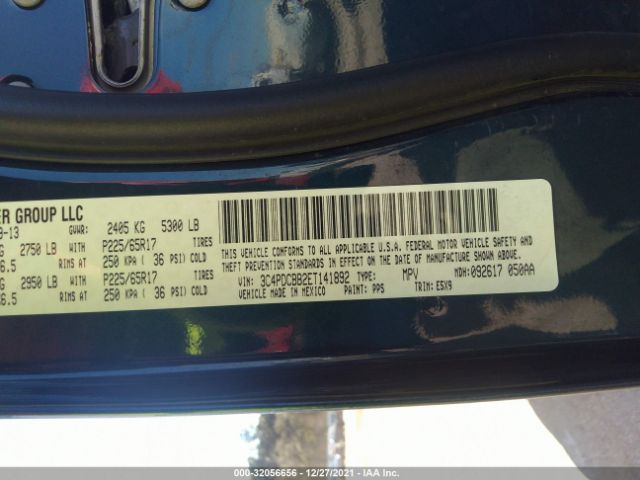 ER GROUP LLC
9-13 GVWR: 2405 KG 5300 LB
G 2750 LB WITH P225/65R17 TIRES
6.5 RIMS AT 250 KPA ( 36 PSI) COLD
G 2950 LB WITH P225/65R17 TIRES
6.5 RIMS AT 250 KPA ( 36 PSI) COLD
THIS VEHICLE CONFORMS TO ALL APPLICABLE U.S.A. FEDERAL MOTOR VEHICLE SAFETY, BUMPER AND
THEFT PREVENTION STANDARDS IN EFFECT ON THE DATE OF MANUFACTURE SHOWN ABOVE.
VIN: 3C4PDCBB2ET141892 TYPE: MPV MDH: 092617 050AA
VEHICLE MADE IN MEXICO PAINT: PPS TRIM: E5X9
000-32056656 - 12/27/2021 - IAA Inc.